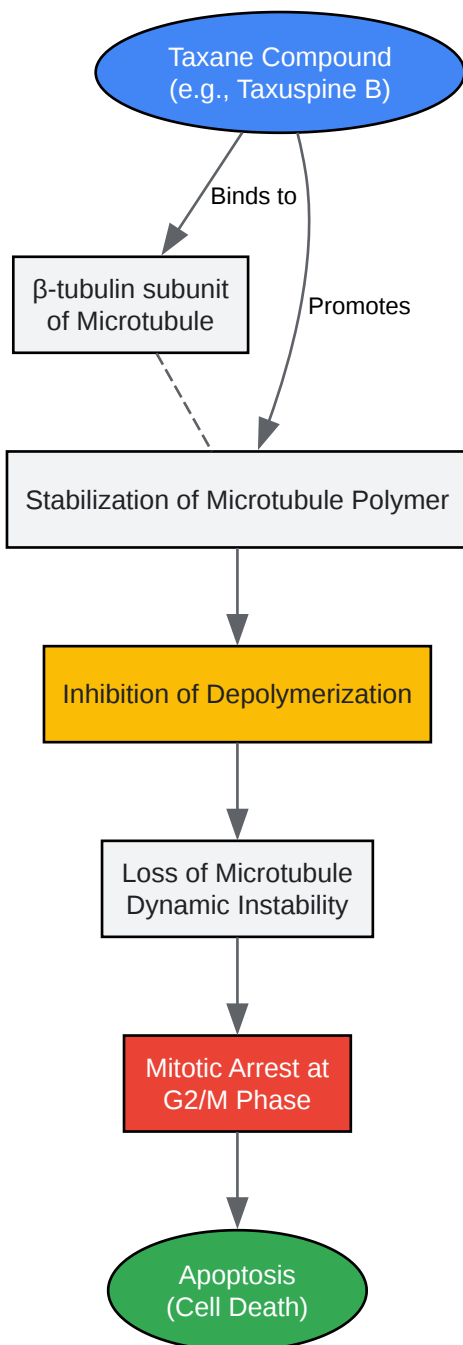 Taxane Compound
(e.g., Taxuspine B)
Binds to
β-tubulin subunit
of Microtubule
Promotes
Stabilization of Microtubule Polymer
Inhibition of Depolymerization
Loss of Microtubule
Dynamic Instability
Mitotic Arrest at
G2/M Phase
Apoptosis
(Cell Death)